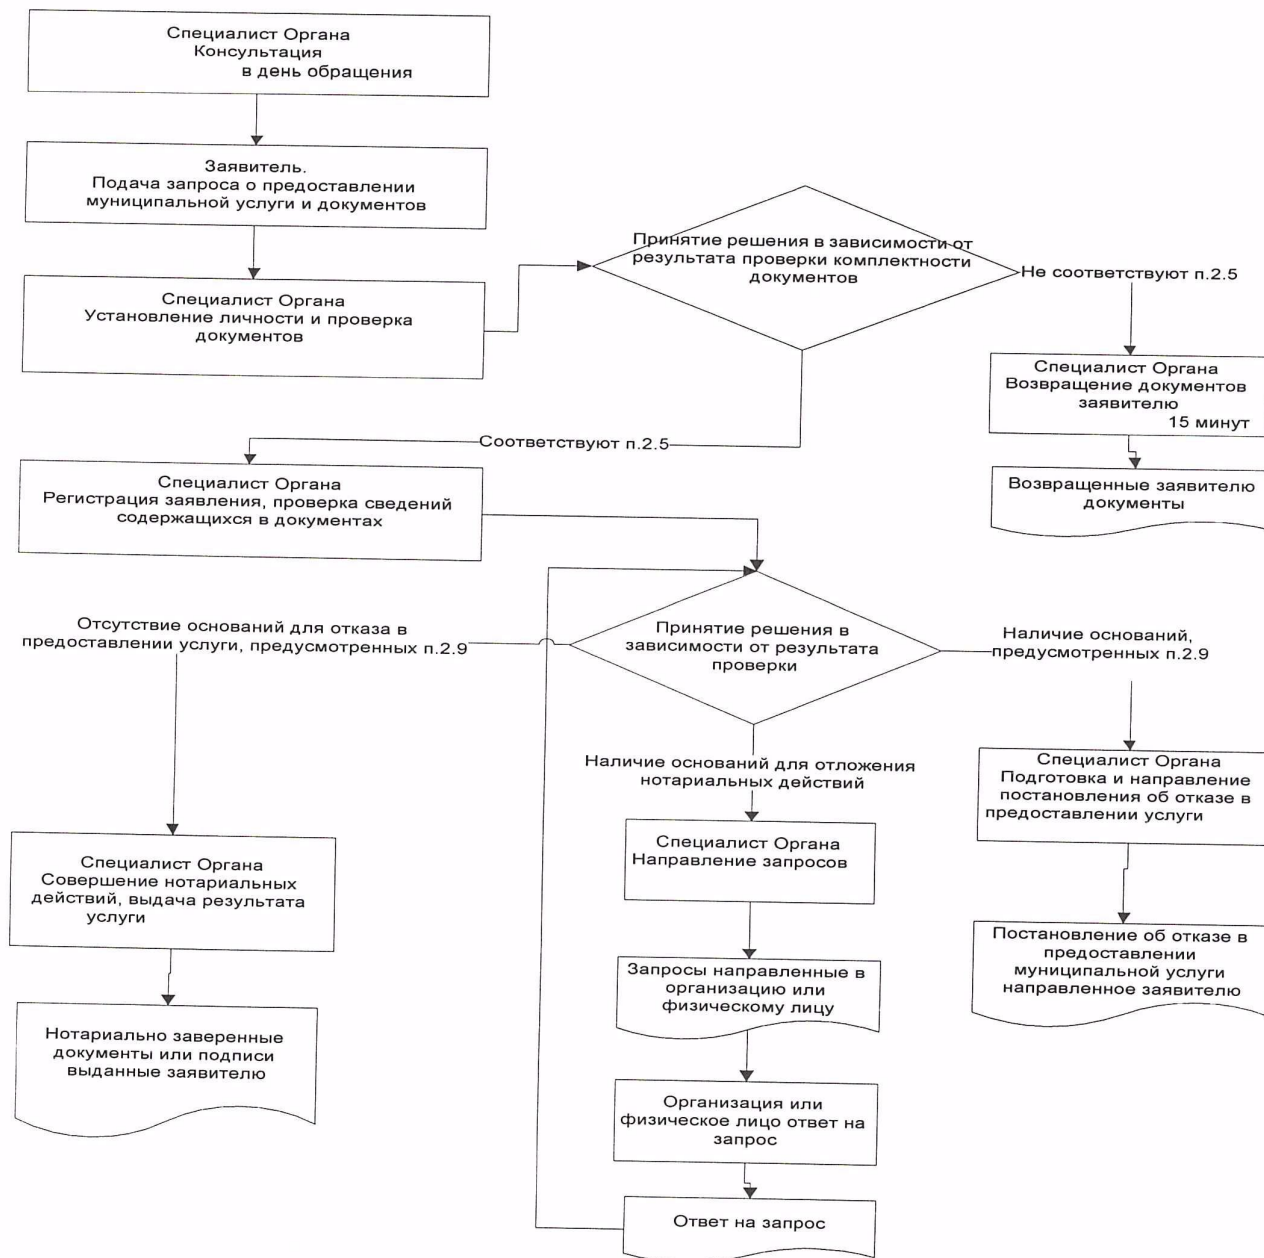 Специалист Органа
Консультация
в день обращения
Заявитель.
Подача запроса о предоставлении
муниципальной услуги и документов
Специалист Органа
Установление личности и проверка
документов
Принятие решения в зависимости от
результата проверки комплектности
документов
Не соответствуют п.2.5
Специалист Органа
Возвращение документов
заявителю
15 минут
Возвращенные заявителю
документы
Соответствуют п.2.5
Специалист Органа
Регистрация заявления, проверка сведений
содержащихся в документах
Принятие решения в
зависимости от результата
проверки
Отсутствие оснований для отказа в
предоставлении услуги, предусмотренных п.2.9
Наличие оснований,
предусмотренных п.2.9
Наличие оснований для отложения
нотариальных действий
Специалист Органа
Совершение нотариальных
действий, выдача результата
услуги
Нотариально заверенные
документы или подписи
выданные заявителю
Специалист Органа
Направление запросов
Запросы направленные в
организацию или
физическому лицу
Организация или
физическое лицо ответ на
запрос
Ответ на запрос
Специалист Органа
Подготовка и направление
постановления об отказе в
предоставлении услуги
Постановление об отказе в
предоставлении
муниципальной услуги
направленное заявителю